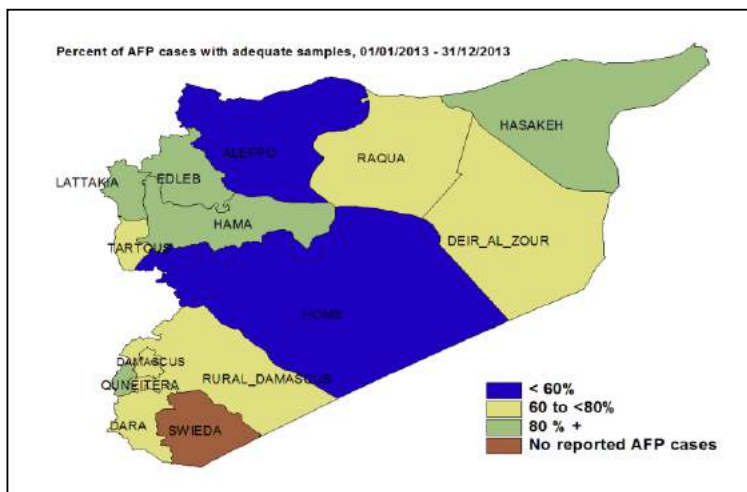 Percent of AFP cases with adequate samples, 01/01/2013 - 31/12/2013
HASAKEH
ALEPPO
RAQUA
EDLEB
LATTAKIA
HAMA
TARTOUS
DEIR_AL_ZOUR
HOMS
DAMASCUS
QUNEITERA
RURAL_DAMASCUS
DARA
SWIEDA
< 60%
60 to <80%
80 % +
No reported AFP cases